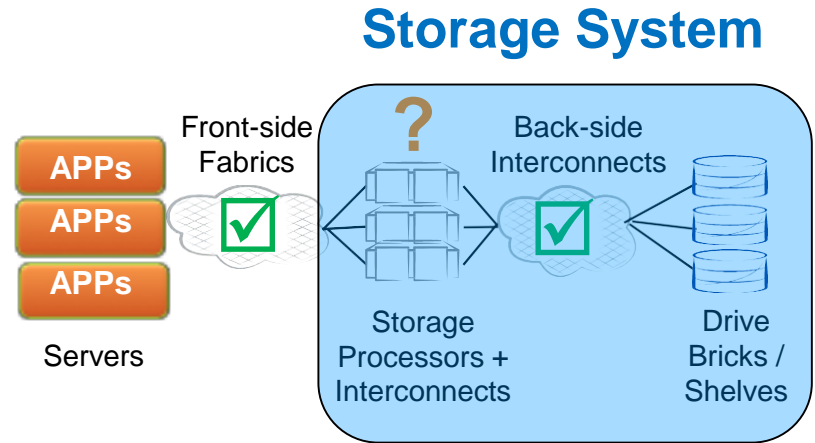 Storage System
Front-side
Fabrics
?
Back-side
Interconnects
APPs
APPs
APPs
Servers
Storage
Processors +
Interconnects
Drive
Bricks /
Shelves